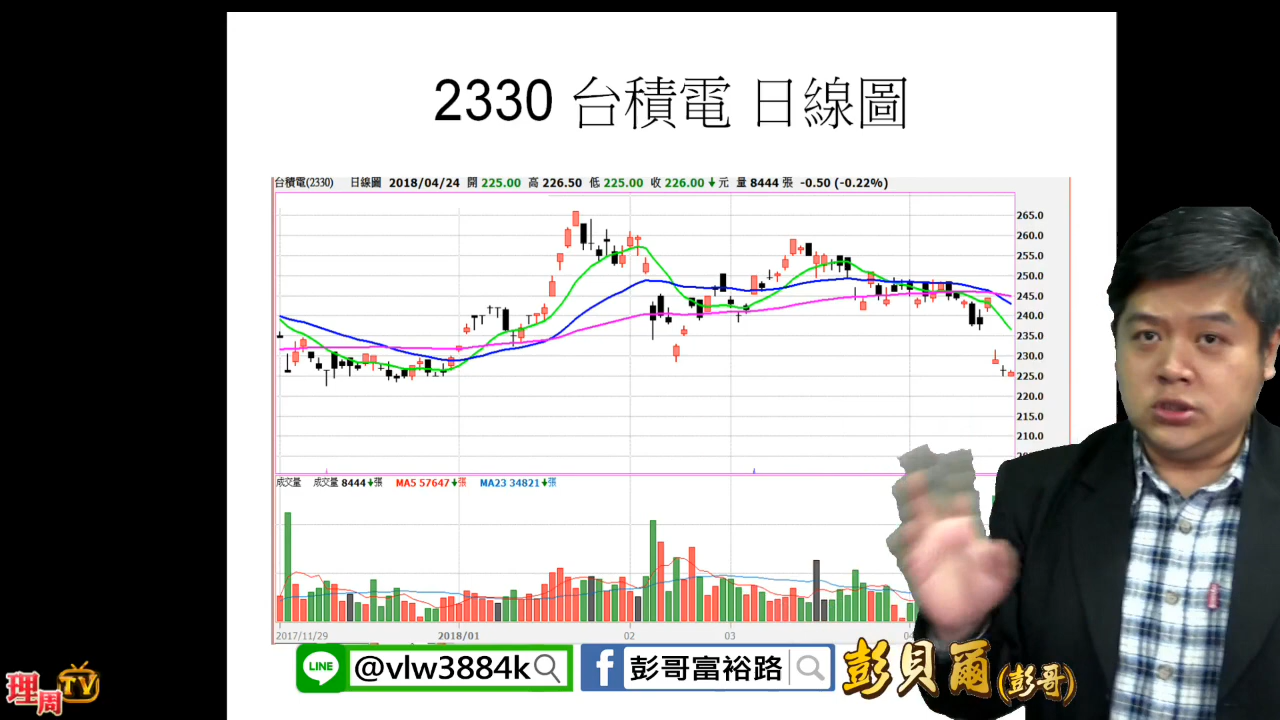 2330 台積電 日線圖
台積電(2330) 日線圖 2018/04/24 開 225.00 高 226.50 低 225.00 收 226.00↓元 量 8444 張 -0.50 (-0.22%)
265.0
260.0
255.0
250.0
245.0
240.0
235.0
230.0
225.0
220.0
215.0
210.0
成交量 成交量 8444↓張 MA5 57647↓張 MA23 34821↓張
2017/11/29 2018/01 02 03
LINE @vlw3884k
f 彭哥富裕路
彭貝爾(彭哥)
理周TV